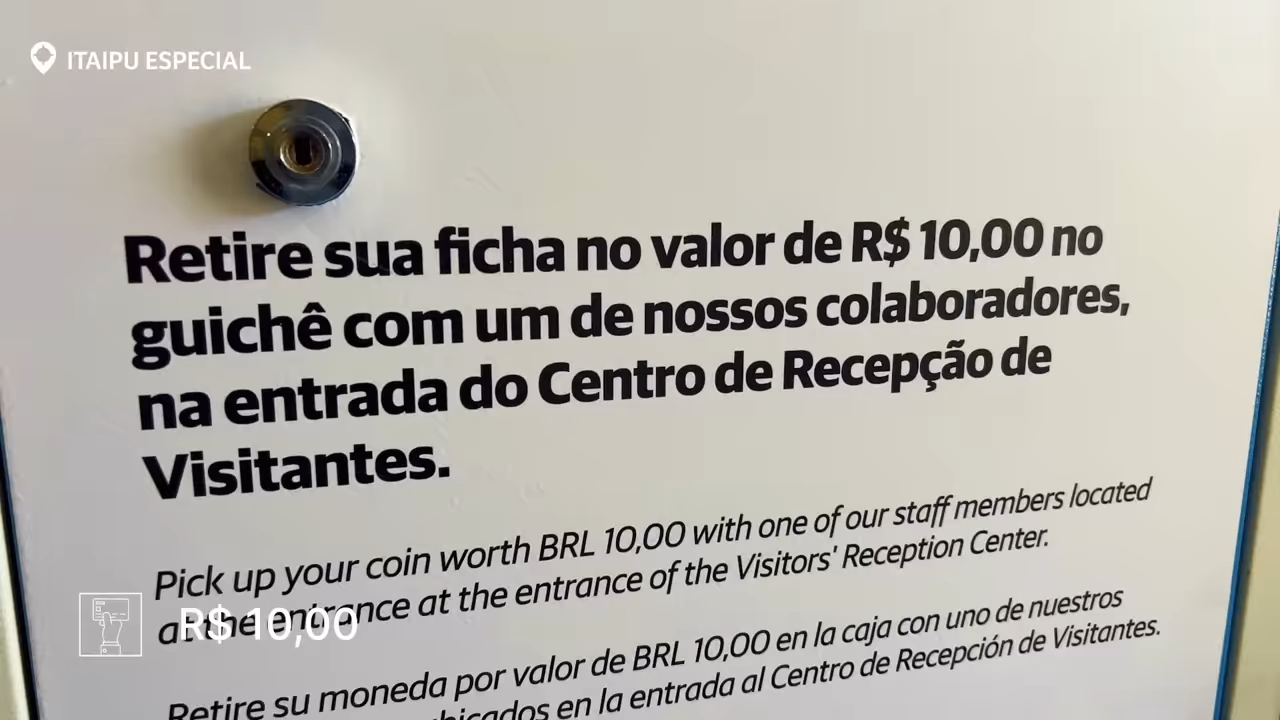 ITAIPU ESPECIAL
Retire sua ficha no valor de R$ 10,00 no
guichê com um de nossos colaboradores,
na entrada do Centro de Recepção de
Visitantes.
Pick up your coin worth BRL 10,00 with one of our staff members located
at the entrance at the entrance of the Visitors' Reception Center.
R$ 10,00
Retire su moneda por valor de BRL 10,00 en la caja con uno de nuestros
en la entrada al Centro de Recepción de Visitantes.